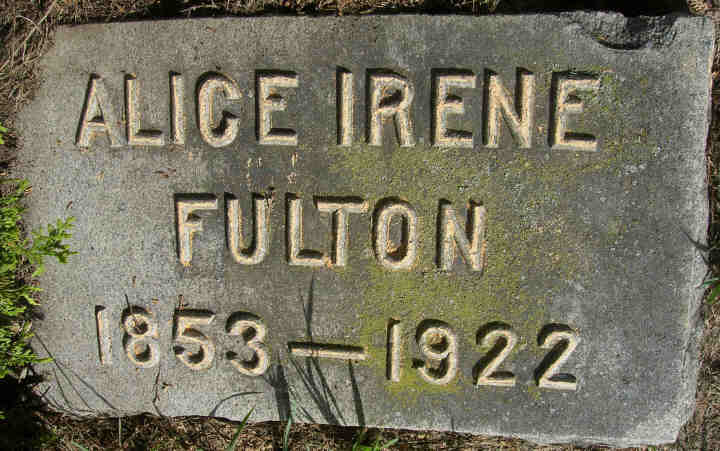 ALICE IRENE
FULTON
1853—1922